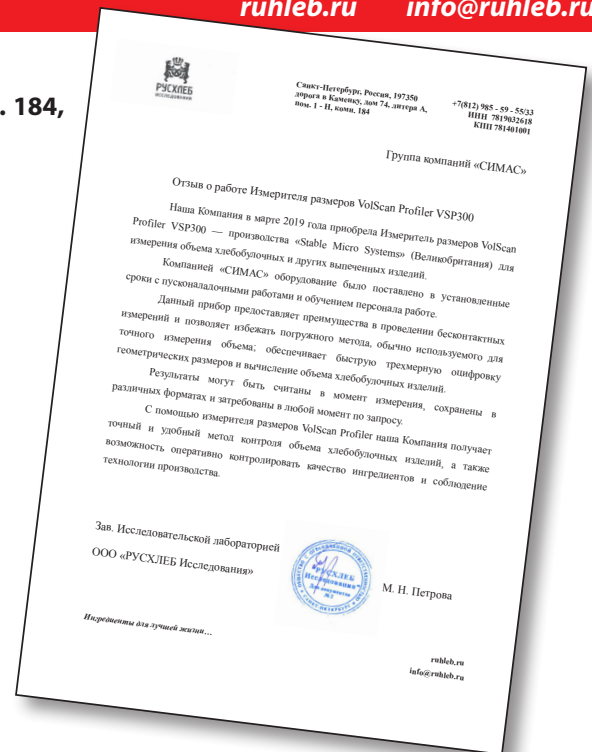 ruhleb.ru info@ruhleb.ru
. 184,
РУСХЛЕБ
ИССЛЕДОВАНИЯ
Санкт-Петербург, Россия, 197350
дорога в Каменку, дом 74, литера А,
пом. 1 - Н, комн. 184
+7(812) 985 - 59 - 55/33
ИНН 7819032618
КПП 781401001
Группа компаний «СИМАС»
Отзыв о работе Измерителя размеров VolScan Profiler VSP300
Наша Компания в марте 2019 года приобрела Измеритель размеров VolScan
Profiler VSP300 — производства «Stable Micro Systems» (Великобритания) для
измерения объема хлебобулочных и других выпеченных изделий.
Компанией «СИМАС» оборудование было поставлено в установленные
сроки с пусконаладочными работами и обучением персонала работе.
Данный прибор предоставляет преимущества в проведении бесконтактных
измерений и позволяет избежать погружного метода, обычно используемого для
точного измерения объема; обеспечивает быструю трехмерную оцифровку
геометрических размеров и вычисление объема хлебобулочных изделий.
Результаты могут быть считаны в момент измерения, сохранены в
различных форматах и затребованы в любой момент по запросу.
С помощью измерителя размеров VolScan Profiler наша Компания получает
точный и удобный метод контроля объема хлебобулочных изделий, а также
возможность оперативно контролировать качество ингредиентов и соблюдение
технологии производства.
Зав. Исследовательской лабораторией
ООО «РУСХЛЕБ Исследования»
"РУСХЛЕБ
Исследования"
Для документов
М. Н. Петрова
Ингредиенты для лучшей жизни…
ruhleb.ru
info@ruhleb.ru